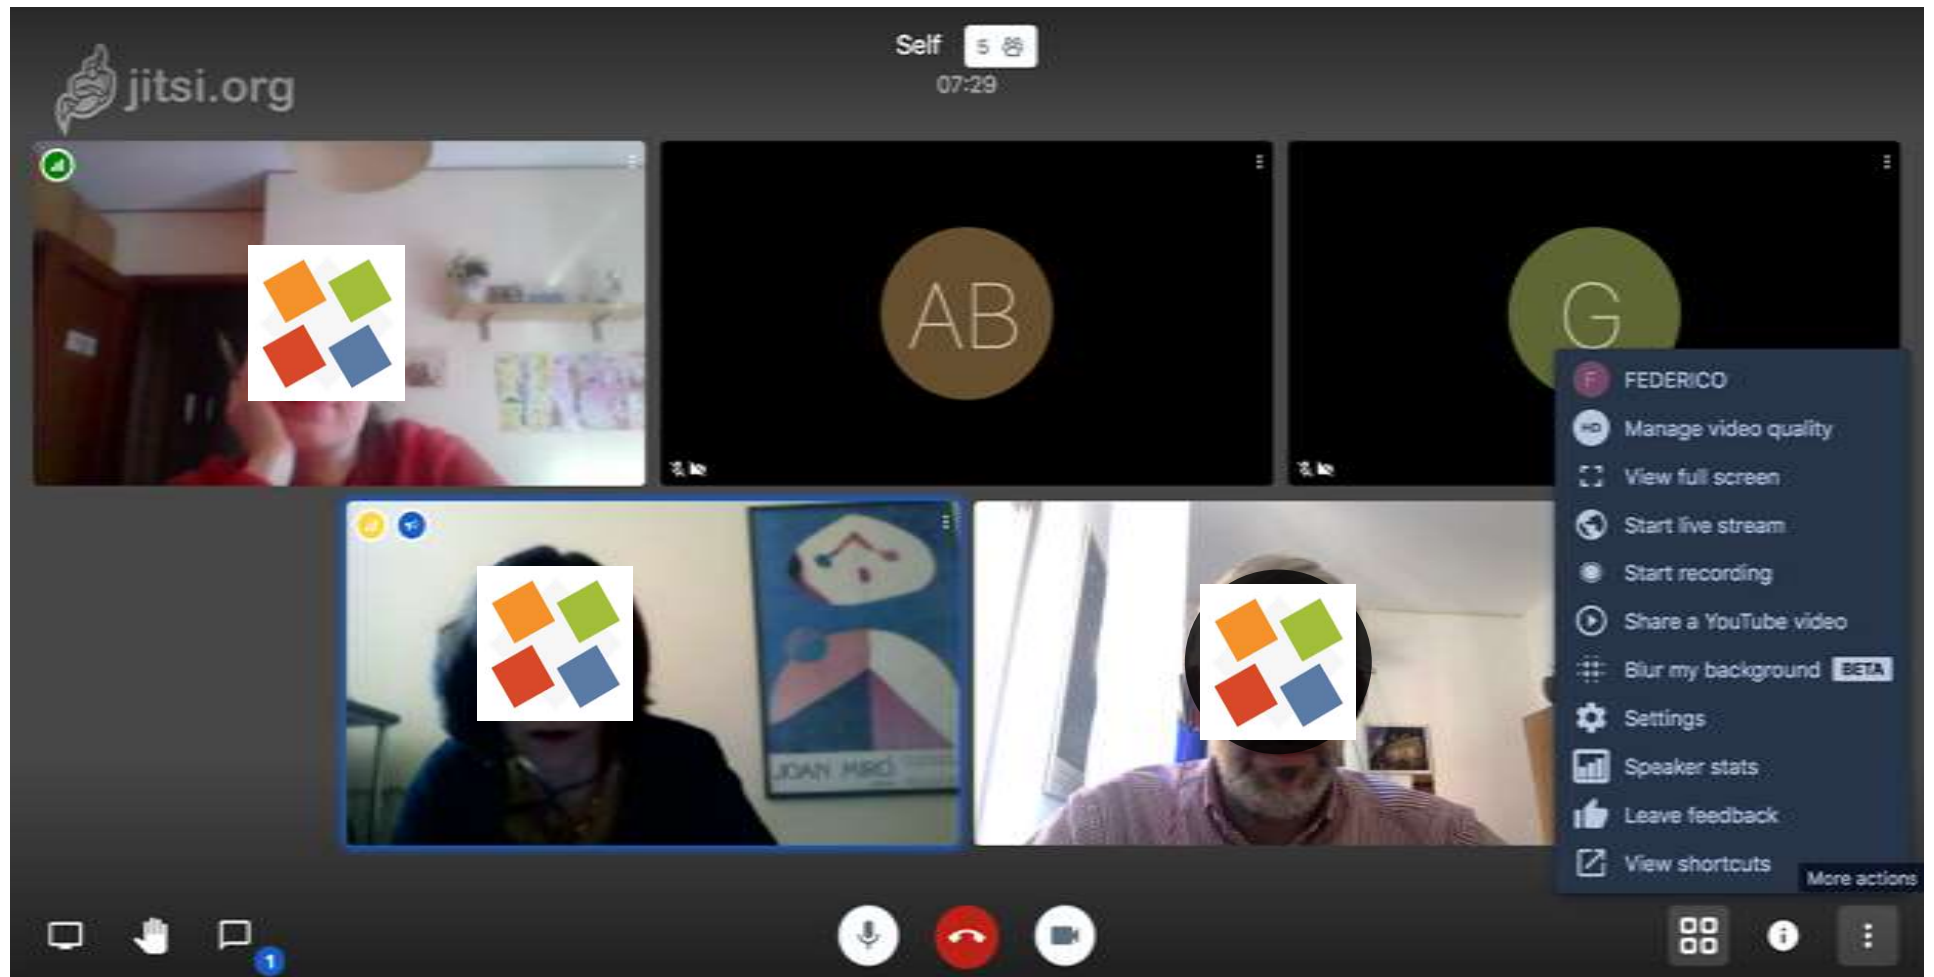 jitsi.org
Self 5
07:29
AB
G
F FEDERICO
HD Manage video quality
View full screen
Start live stream
Start recording
Share a YouTube video
Blur my background BETA
Settings
Speaker stats
Leave feedback
View shortcuts
More actions
JOAN MIRÓ
1